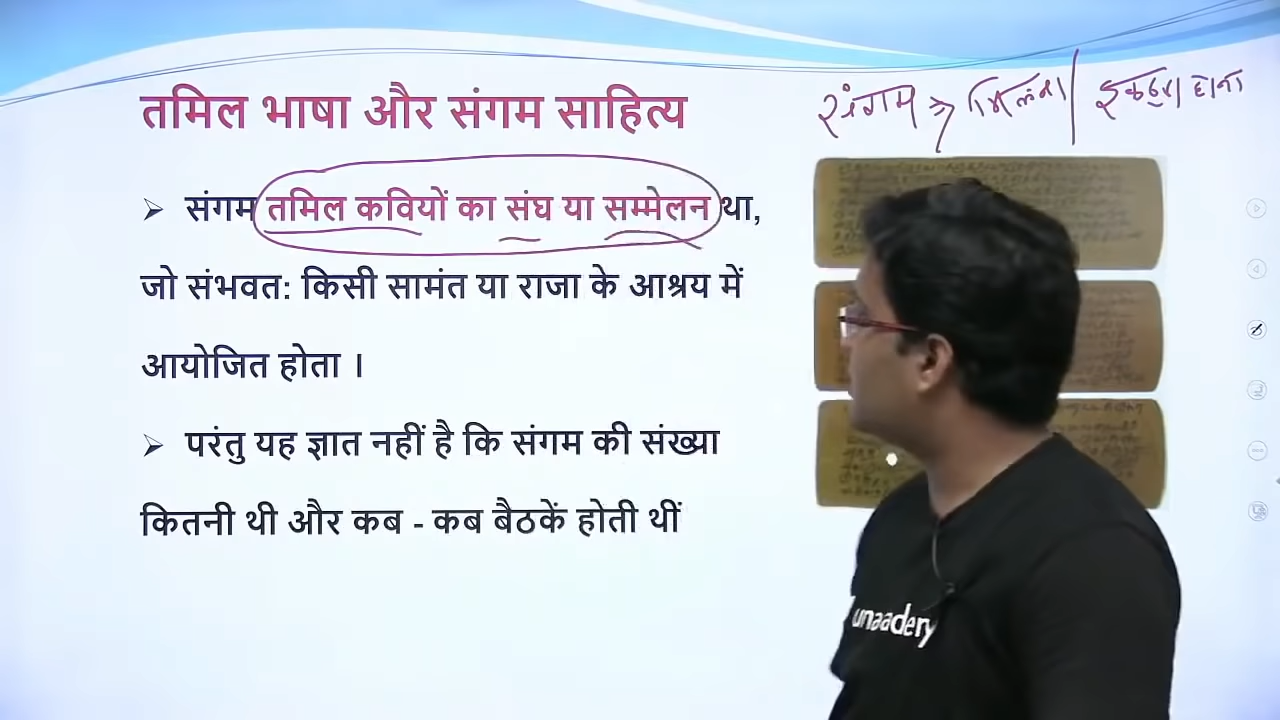 तमिल भाषा और संगम साहित्य
संगम ⇒ मिलना / इकट्ठा होना
➢ संगम तमिल कवियों का संघ या सम्मेलन था,
जो संभवत: किसी सामंत या राजा के आश्रय में
आयोजित होता ।
➢ परंतु यह ज्ञात नहीं है कि संगम की संख्या
कितनी थी और कब - कब बैठकें होती थीं